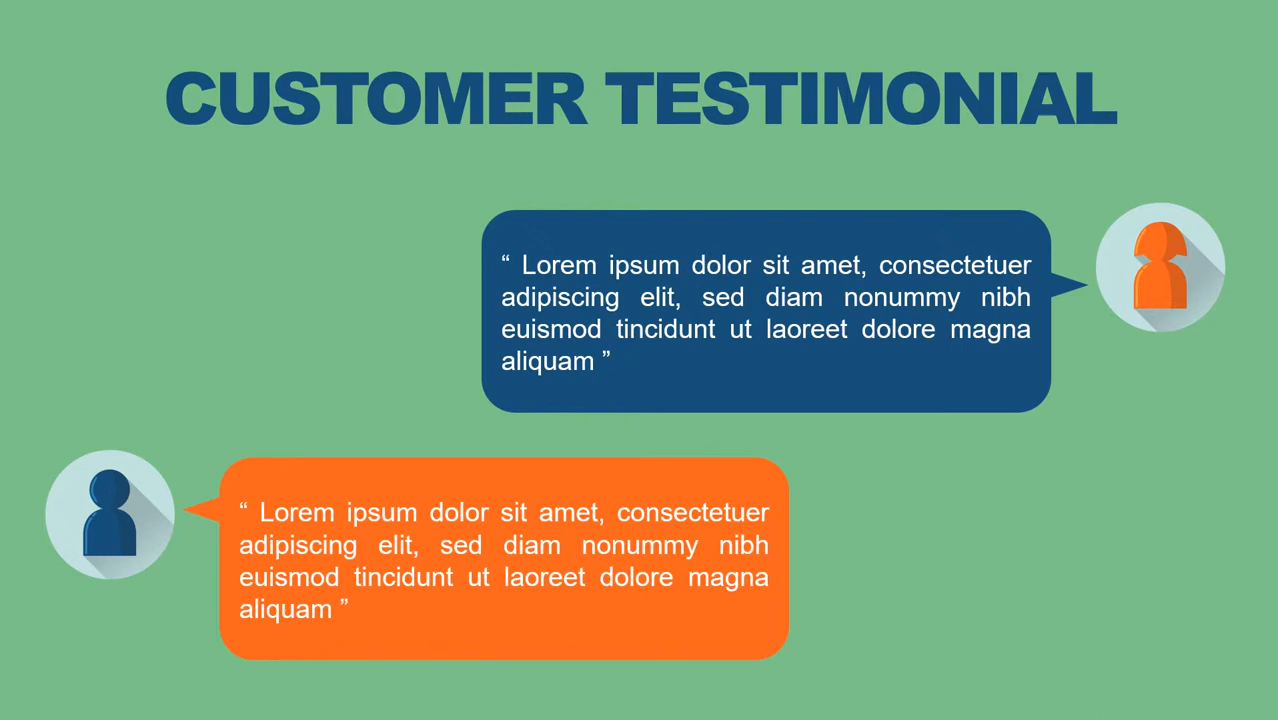 CUSTOMER TESTIMONIAL
“ Lorem ipsum dolor sit amet, consectetuer
adipiscing elit, sed diam nonummy nibh
euismod tincidunt ut laoreet dolore magna
aliquam ”
“ Lorem ipsum dolor sit amet, consectetuer
adipiscing elit, sed diam nonummy nibh
euismod tincidunt ut laoreet dolore magna
aliquam ”